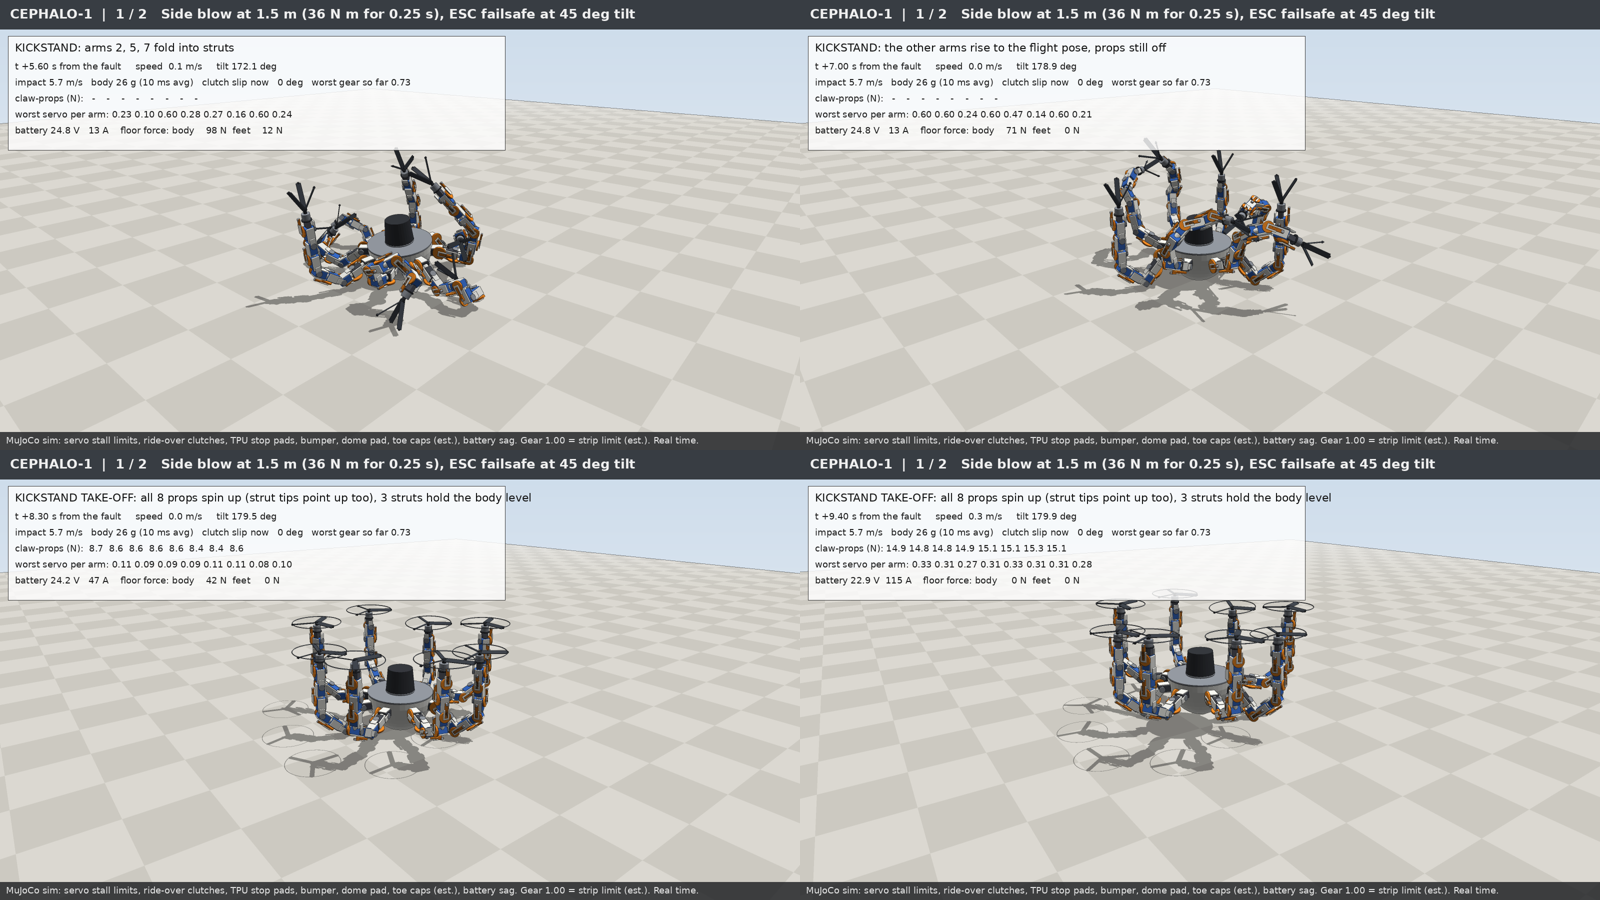 CEPHALO-1 | 1 / 2 Side blow at 1.5 m (36 N m for 0.25 s), ESC failsafe at 45 deg tilt
KICKSTAND: arms 2, 5, 7 fold into struts
t +5.60 s from the fault speed 0.1 m/s tilt 172.1 deg
impact 5.7 m/s body 26 g (10 ms avg) clutch slip now 0 deg worst gear so far 0.73
claw-props (N): - - - - - - - -
worst servo per arm: 0.23 0.10 0.60 0.28 0.27 0.16 0.60 0.24
battery 24.8 V 13 A floor force: body 98 N feet 12 N
MuJoCo sim: servo stall limits, ride-over clutches, TPU stop pads, bumper, dome pad, toe caps (est.), battery sag. Gear 1.00 = strip limit (est.). Real time.
CEPHALO-1 | 1 / 2 Side blow at 1.5 m (36 N m for 0.25 s), ESC failsafe at 45 deg tilt
KICKSTAND: the other arms rise to the flight pose, props still off
t +7.00 s from the fault speed 0.0 m/s tilt 178.9 deg
impact 5.7 m/s body 26 g (10 ms avg) clutch slip now 0 deg worst gear so far 0.73
claw-props (N): - - - - - - - -
worst servo per arm: 0.60 0.60 0.24 0.60 0.47 0.14 0.60 0.21
battery 24.8 V 13 A floor force: body 71 N feet 0 N
MuJoCo sim: servo stall limits, ride-over clutches, TPU stop pads, bumper, dome pad, toe caps (est.), battery sag. Gear 1.00 = strip limit (est.). Real time.
CEPHALO-1 | 1 / 2 Side blow at 1.5 m (36 N m for 0.25 s), ESC failsafe at 45 deg tilt
KICKSTAND TAKE-OFF: all 8 props spin up (strut tips point up too), 3 struts hold the body level
t +8.30 s from the fault speed 0.0 m/s tilt 179.5 deg
impact 5.7 m/s body 26 g (10 ms avg) clutch slip now 0 deg worst gear so far 0.73
claw-props (N): 8.7 8.6 8.6 8.6 8.6 8.4 8.4 8.6
worst servo per arm: 0.11 0.09 0.09 0.09 0.11 0.11 0.08 0.10
battery 24.2 V 47 A floor force: body 42 N feet 0 N
MuJoCo sim: servo stall limits, ride-over clutches, TPU stop pads, bumper, dome pad, toe caps (est.), battery sag. Gear 1.00 = strip limit (est.). Real time.
CEPHALO-1 | 1 / 2 Side blow at 1.5 m (36 N m for 0.25 s), ESC failsafe at 45 deg tilt
KICKSTAND TAKE-OFF: all 8 props spin up (strut tips point up too), 3 struts hold the body level
t +9.40 s from the fault speed 0.3 m/s tilt 179.9 deg
impact 5.7 m/s body 26 g (10 ms avg) clutch slip now 0 deg worst gear so far 0.73
claw-props (N): 14.9 14.8 14.8 14.9 15.1 15.1 15.3 15.1
worst servo per arm: 0.33 0.31 0.27 0.31 0.33 0.31 0.31 0.28
battery 22.9 V 115 A floor force: body 0 N feet 0 N
MuJoCo sim: servo stall limits, ride-over clutches, TPU stop pads, bumper, dome pad, toe caps (est.), battery sag. Gear 1.00 = strip limit (est.). Real time.